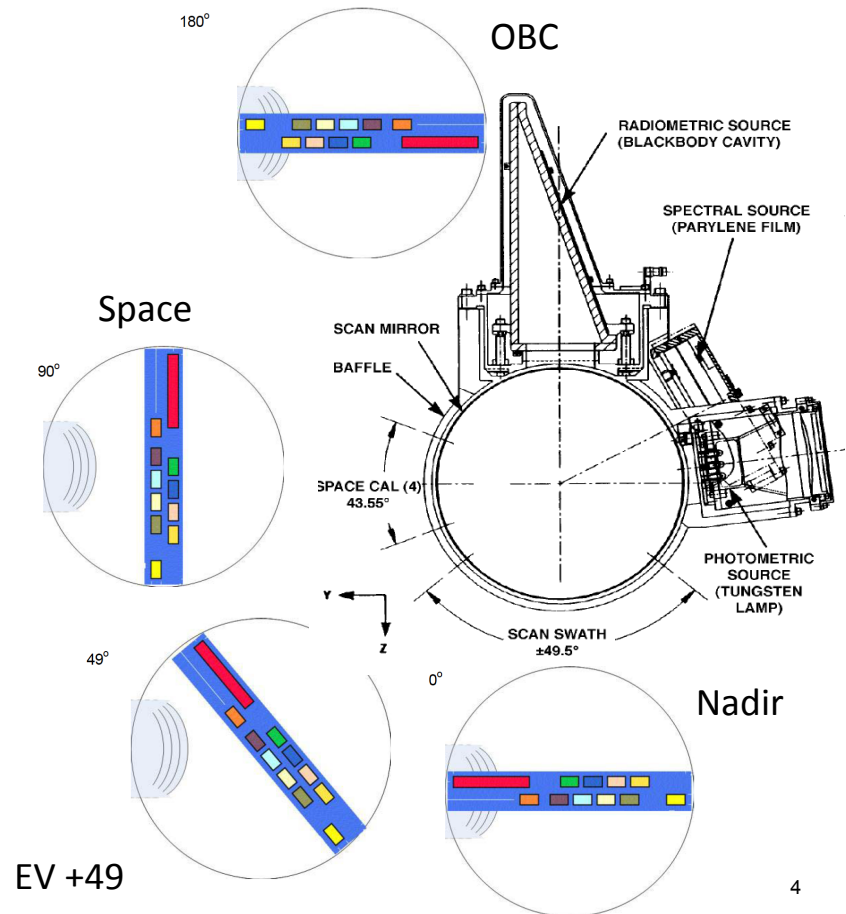 180°
OBC
RADIOMETRIC SOURCE
(BLACKBODY CAVITY)
SPECTRAL SOURCE
(PARYLENE FILM)
Space
SCAN MIRROR
BAFFLE
90°
SPACE CAL (4)
43.55°
PHOTOMETRIC
SOURCE
(TUNGSTEN
LAMP)
Y
Z
SCAN SWATH
±49.5°
49°
0°
Nadir
EV +49
4